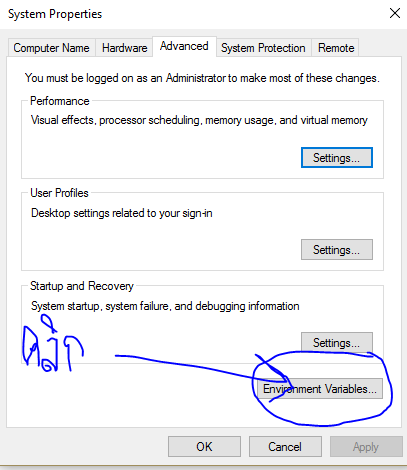 System Properties
Computer Name Hardware Advanced System Protection Remote
You must be logged on as an Administrator to make most of these changes.
Performance
Visual effects, processor scheduling, memory usage, and virtual memory
Settings...
User Profiles
Desktop settings related to your sign-in
Settings...
Startup and Recovery
System startup, system failure, and debugging information
Settings...
Environment Variables...
OK Cancel Apply